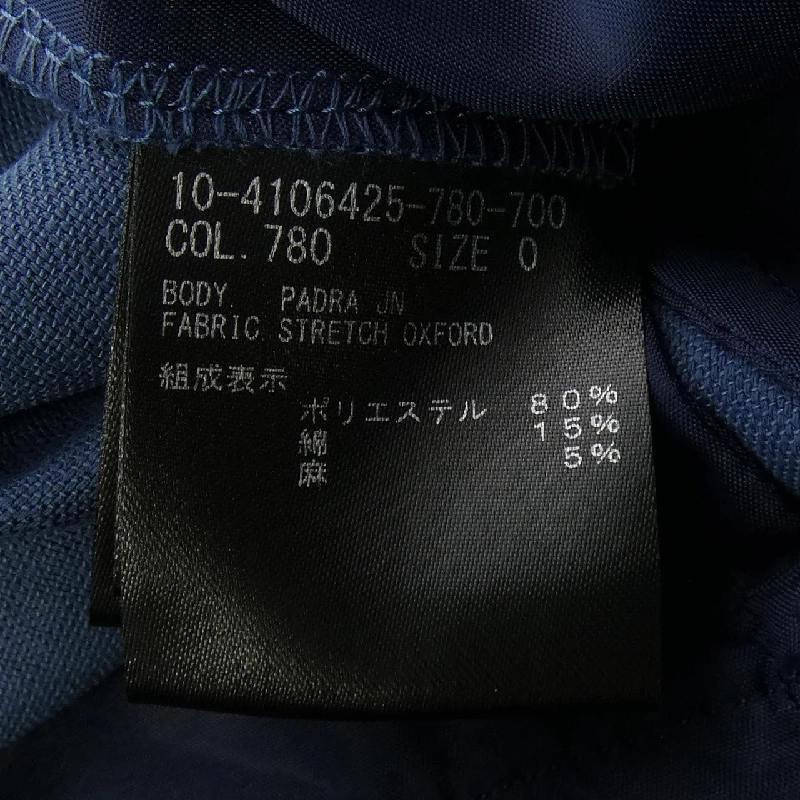 10-4106425-780-700
COL. 780 SIZE 0
BODY. PADRA JN
FABRIC. STRETCH OXFORD
組成表示
ポリエステル 80%
綿 15%
麻 5%